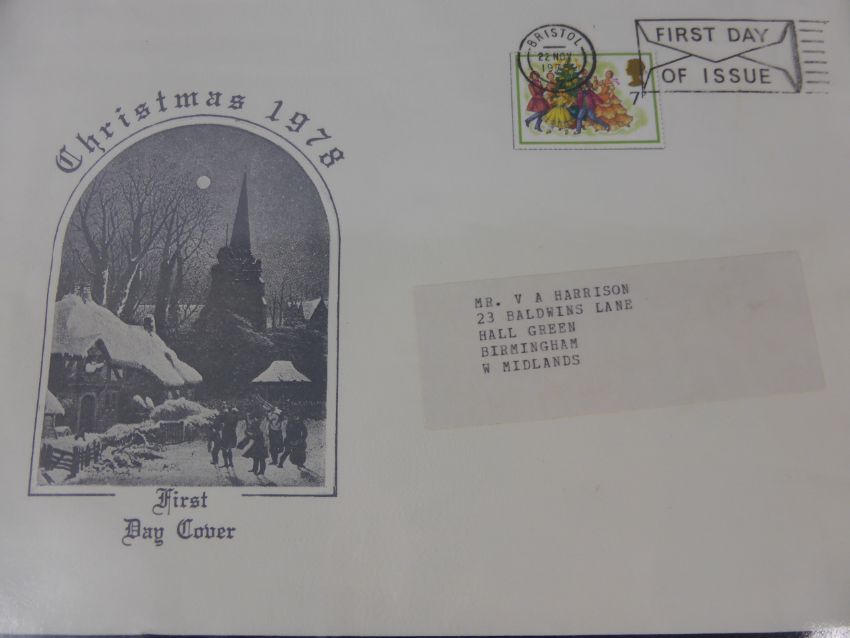 Christmas 1978
First
Day Cover
BRISTOL
22 NOV
1978
7P
FIRST DAY
OF ISSUE
MR. V A HARRISON
23 BALDWINS LANE
HALL GREEN
BIRMINGHAM
W MIDLANDS